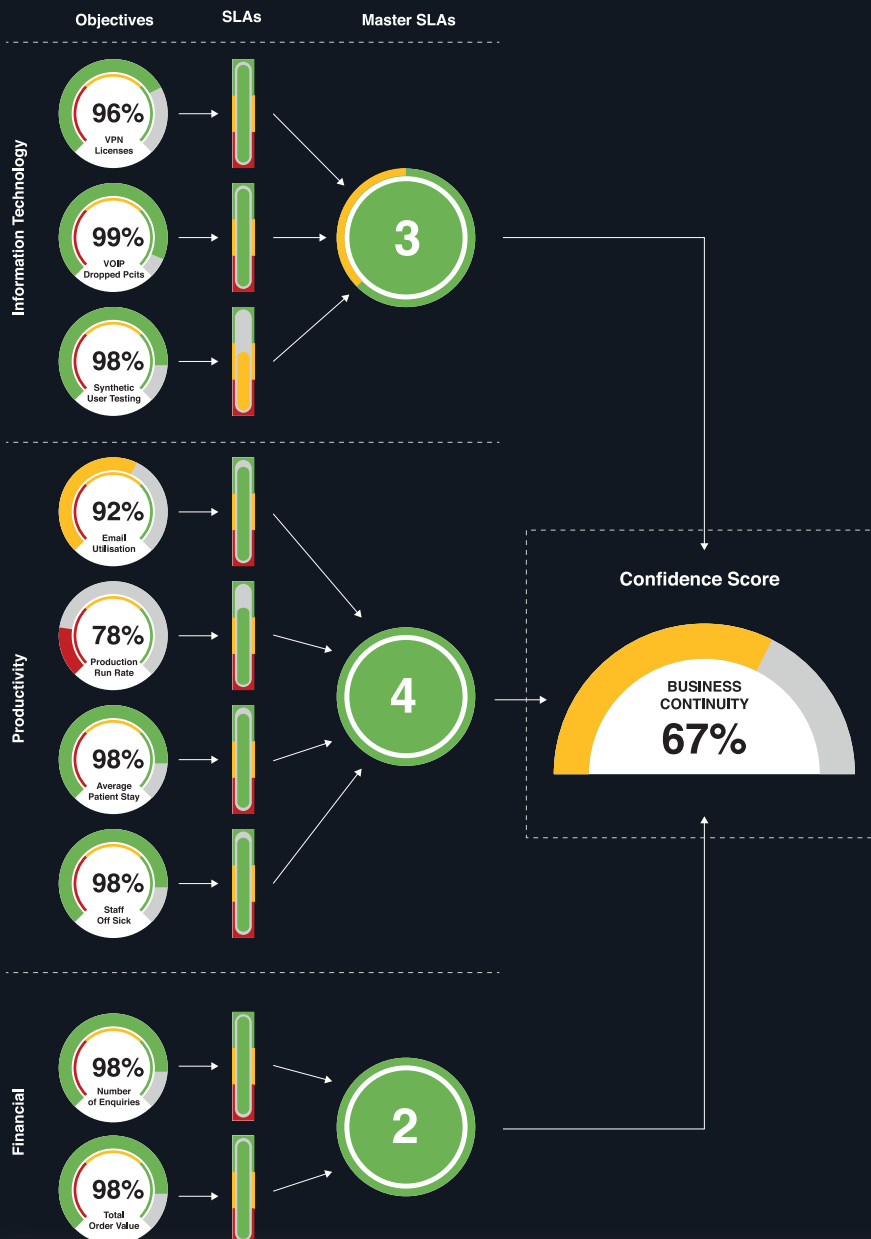 Objectives
SLAs
Master SLAs
Information Technology
96%
VPN
Licenses
99%
VOIP
Dropped Pcits
98%
Synthetic
User Testing
3
Productivity
92%
Email
Utilisation
78%
Production
Run Rate
98%
Average
Patient Stay
98%
Staff
Off Sick
4
Confidence Score
BUSINESS
CONTINUITY
67%
Financial
98%
Number
of Enquiries
98%
Total
Order Value
2